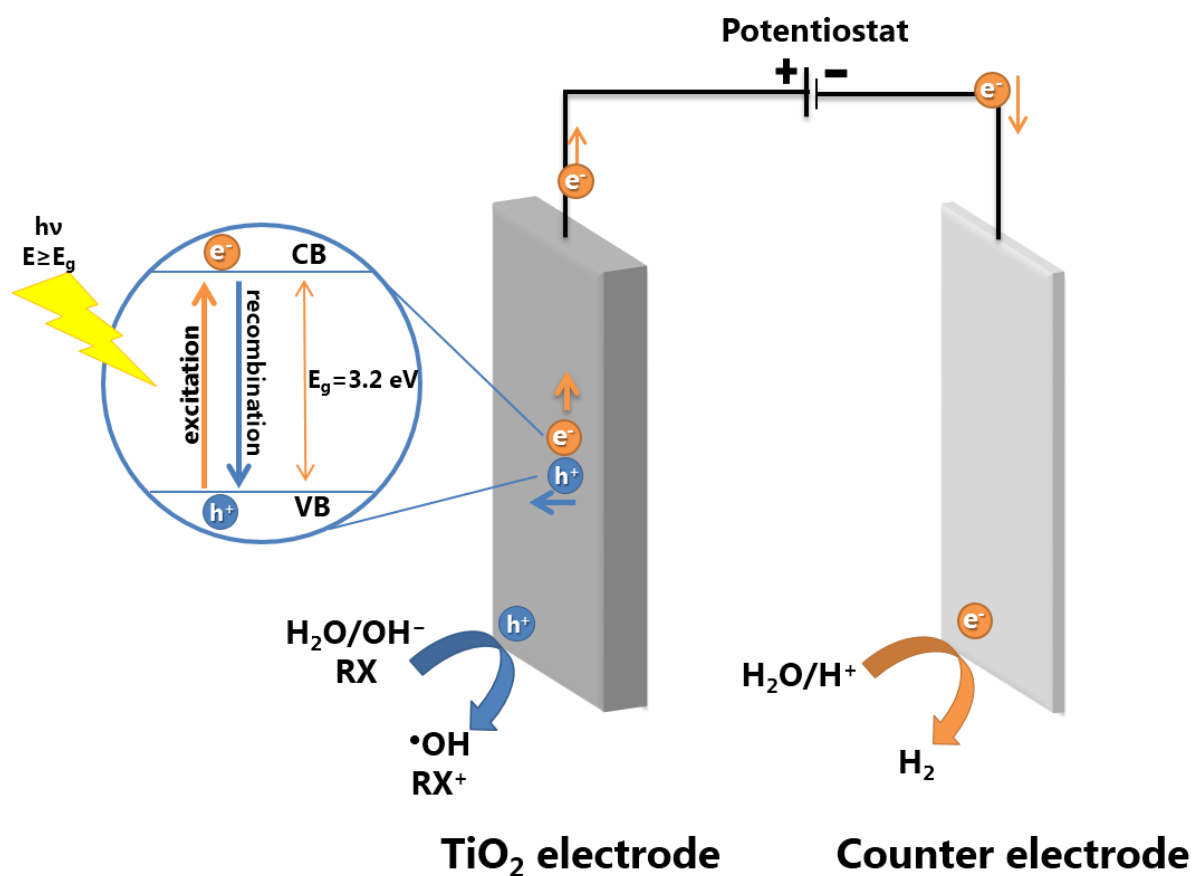 Potentiostat
+ −
e⁻
e⁻
hν
E≥Eg
e⁻ CB
excitation
recombination
Eg=3.2 eV
h⁺ VB
e⁻
h⁺
h⁺
H₂O/OH⁻
RX
•OH
RX⁺
e⁻
H₂O/H⁺
H₂
TiO₂ electrode
Counter electrode